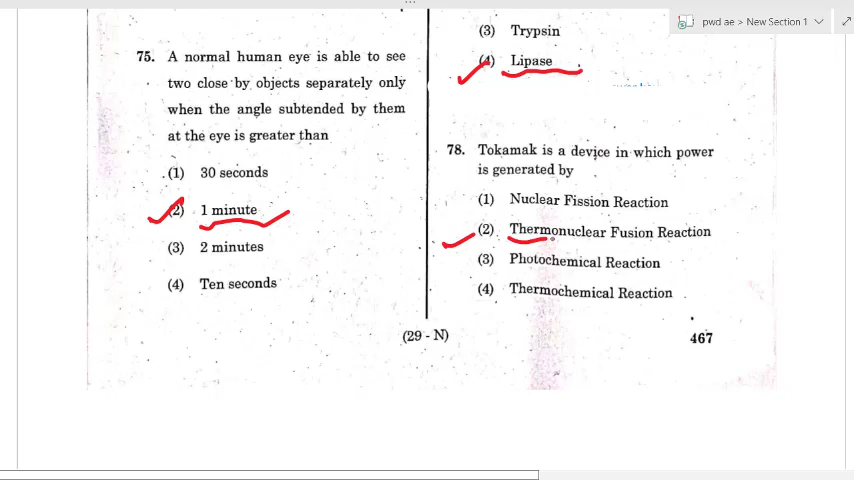 pwd ae > New Section 1
75. A normal human eye is able to see
two close by objects separately only
when the angle subtended by them
at the eye is greater than
(1) 30 seconds
(2) 1 minute
(3) 2 minutes
(4) Ten seconds
(3) Trypsin
(4) Lipase
78. Tokamak is a device in which power
is generated by
(1) Nuclear Fission Reaction
(2) Thermonuclear Fusion Reaction
(3) Photochemical Reaction
(4) Thermochemical Reaction
(29 - N)
467